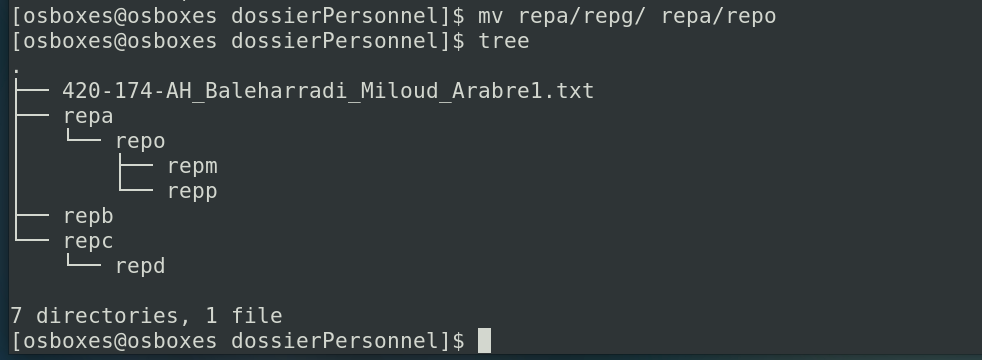 [osboxes@osboxes dossierPersonnel]$ mv repa/repg/ repa/repo
[osboxes@osboxes dossierPersonnel]$ tree
.
├── 420-174-AH_Baleharradi_Miloud_Arabre1.txt
├── repa
│   └── repo
│       ├── repm
│       └── repp
├── repb
└── repc
    └── repd

7 directories, 1 file
[osboxes@osboxes dossierPersonnel]$